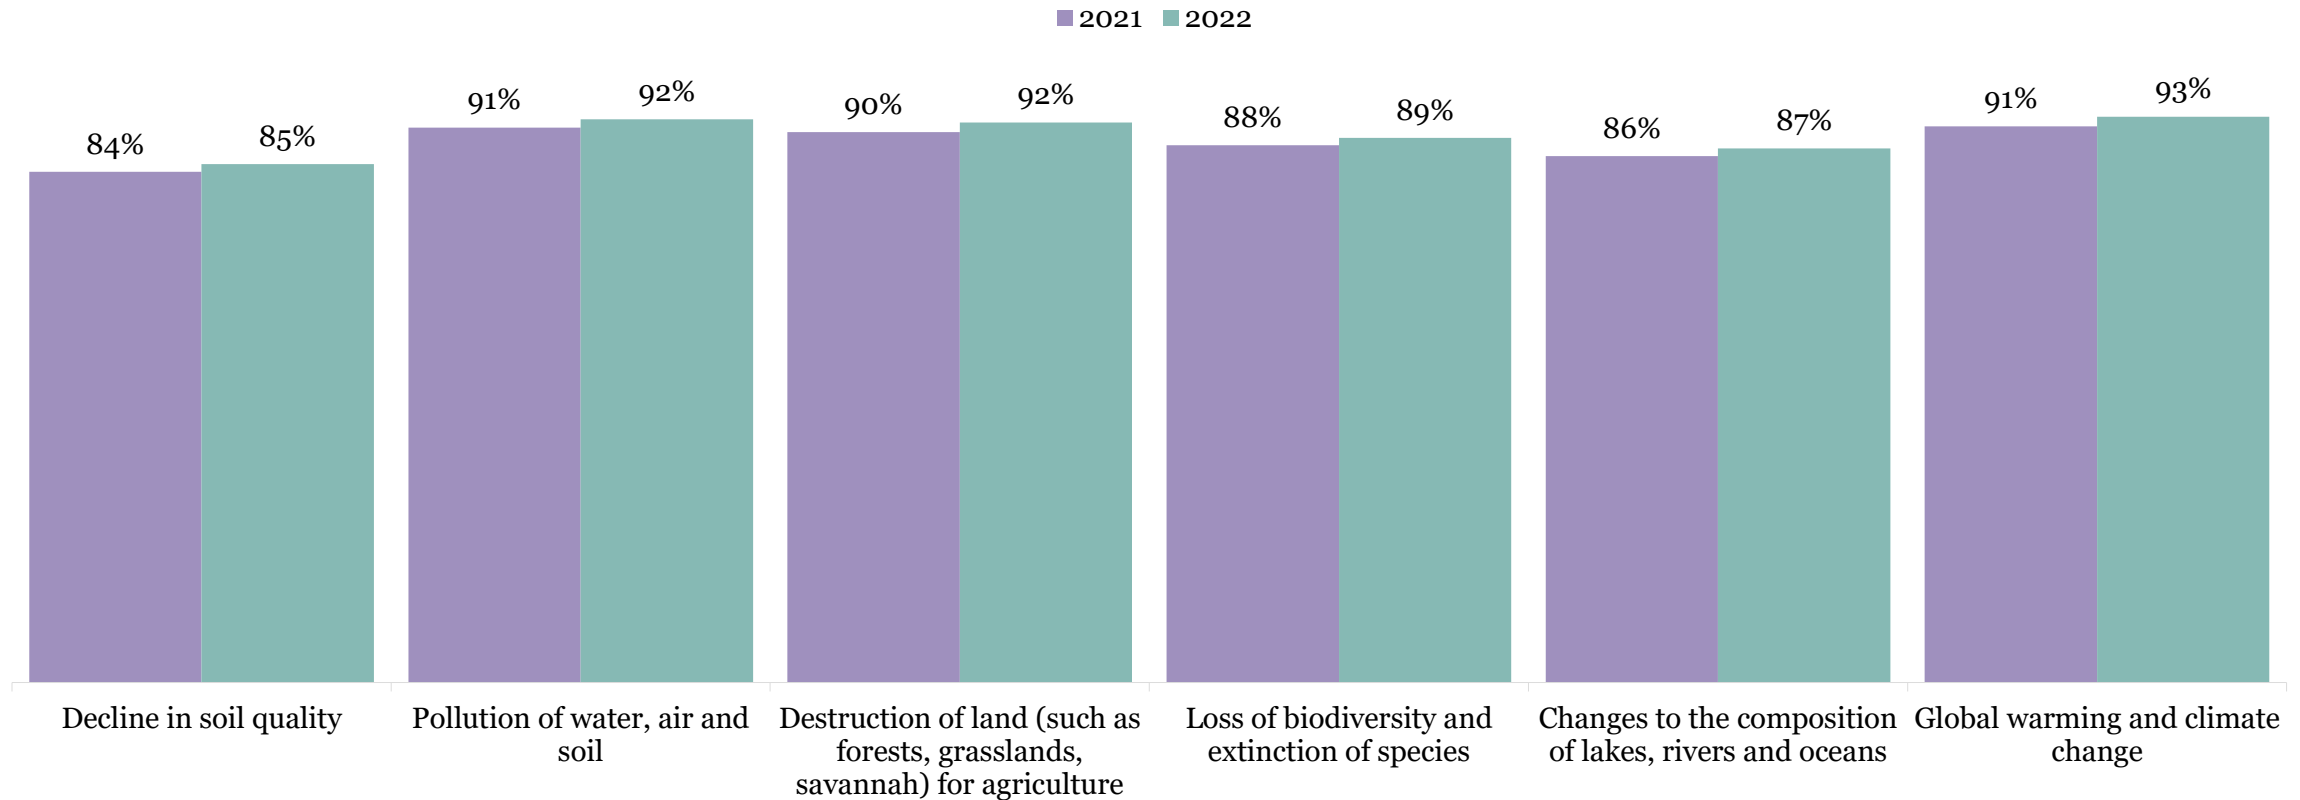 2021 2022
84% 85% 91% 92% 90% 92% 88% 89% 86% 87% 91% 93%
Decline in soil quality
Pollution of water, air and
soil
Destruction of land (such as
forests, grasslands,
savannah) for agriculture
Loss of biodiversity and
extinction of species
Changes to the composition
of lakes, rivers and oceans
Global warming and climate
change